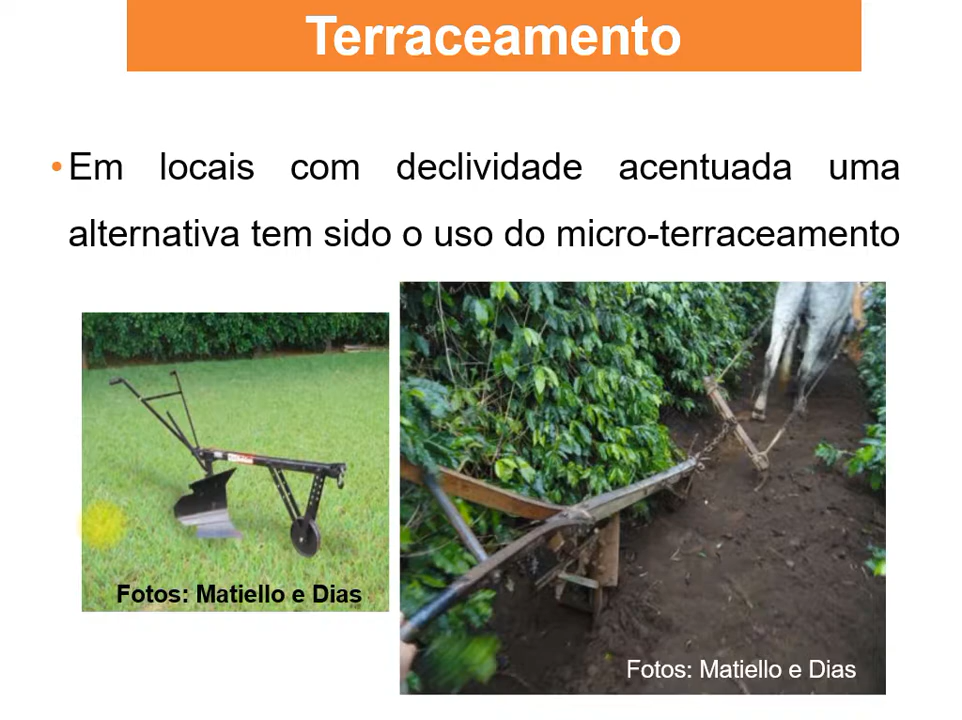 Terraceamento
•Em locais com declividade acentuada uma
alternativa tem sido o uso do micro-terraceamento
Fotos: Matiello e Dias
Fotos: Matiello e Dias